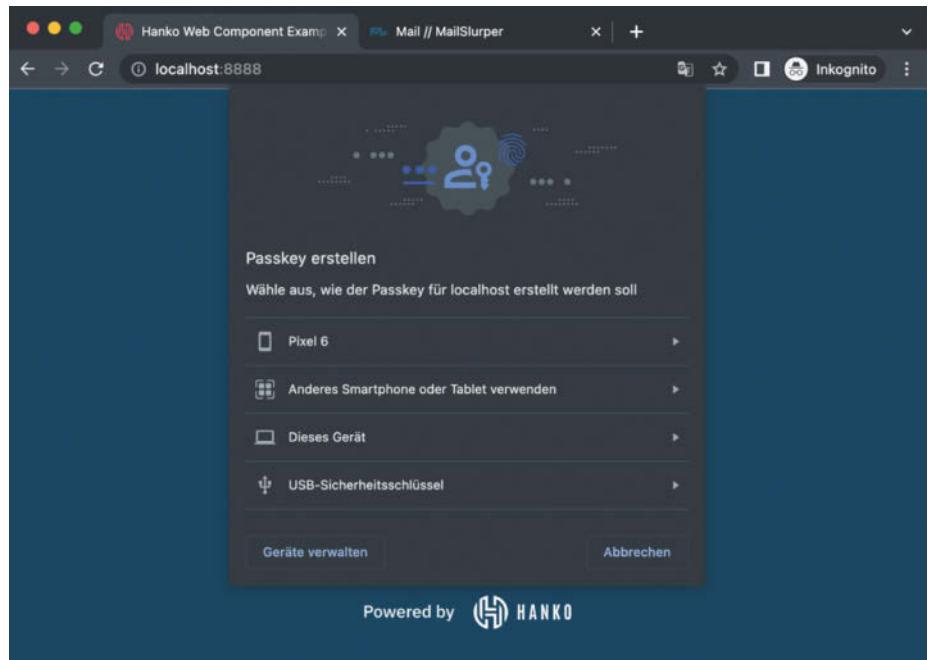 Hanko Web Component Examp
Mail // MailSlurper
localhost:8888
Inkognito
Passkey erstellen
Wähle aus, wie der Passkey für localhost erstellt werden soll
Pixel 6
Anderes Smartphone oder Tablet verwenden
Dieses Gerät
USB-Sicherheitsschlüssel
Geräte verwalten
Abbrechen
Powered by HANKO